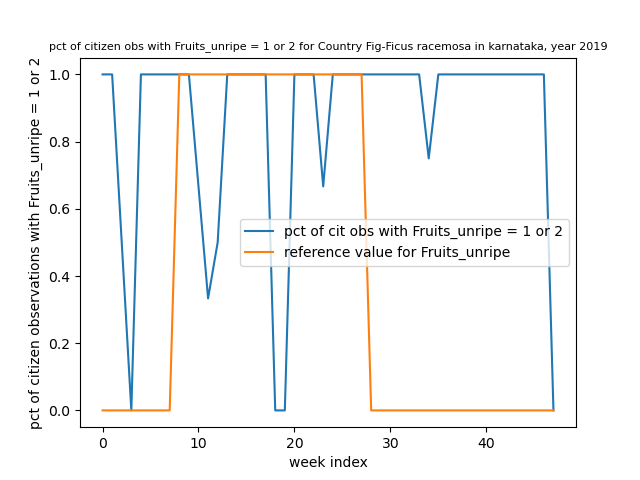 pct of citizen obs with Fruits_unripe = 1 or 2 for Country Fig-Ficus racemosa in karnataka, year 2019
pct of citizen observations with Fruits_unripe = 1 or 2
1.0
0.8
0.6
0.4
0.2
0.0
pct of cit obs with Fruits_unripe = 1 or 2
reference value for Fruits_unripe
0
10
20
30
40
week index